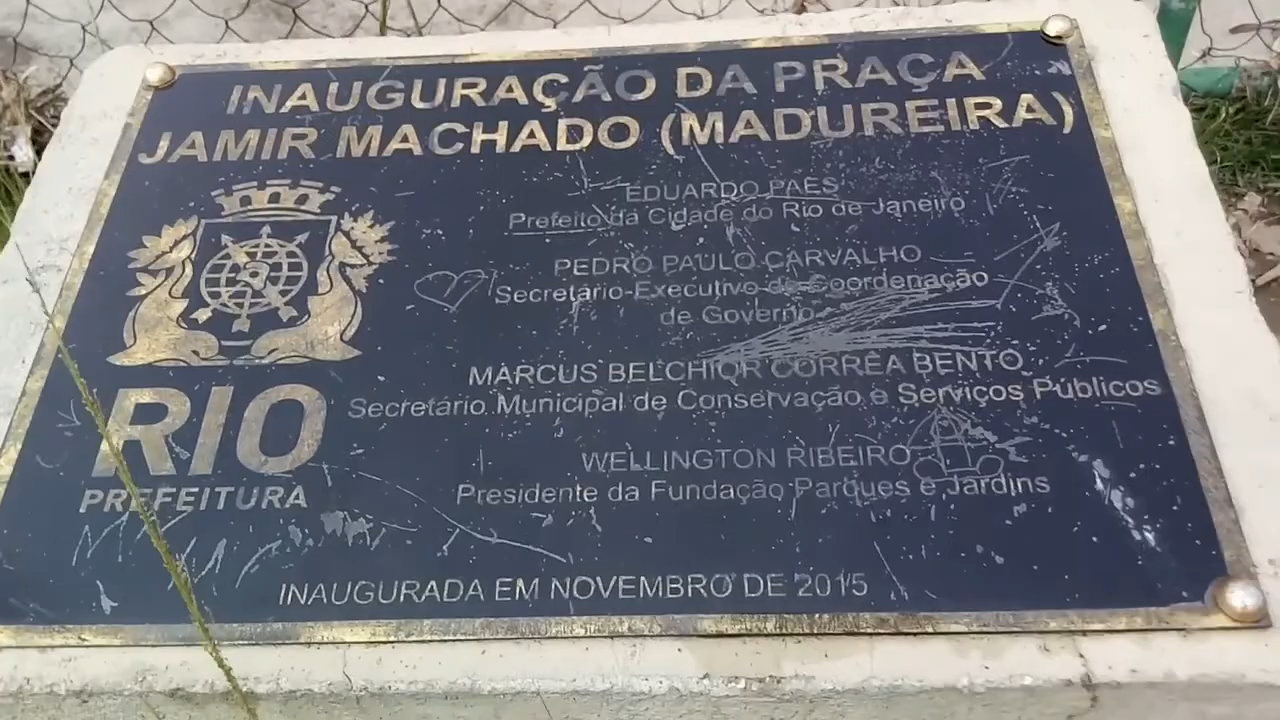 INAUGURAÇÃO DA PRAÇA
JAMIR MACHADO (MADUREIRA)
EDUARDO PAES
Prefeito da Cidade do Rio de Janeiro
PEDRO PAULO CARVALHO
Secretário-Executivo de Coordenação
de Governo
MARCUS BELCHIOR CORRÊA BENTO
Secretário Municipal de Conservação e Serviços Públicos
WELLINGTON RIBEIRO
Presidente da Fundação Parques e Jardins
RIO
PREFEITURA
INAUGURADA EM NOVEMBRO DE 2015